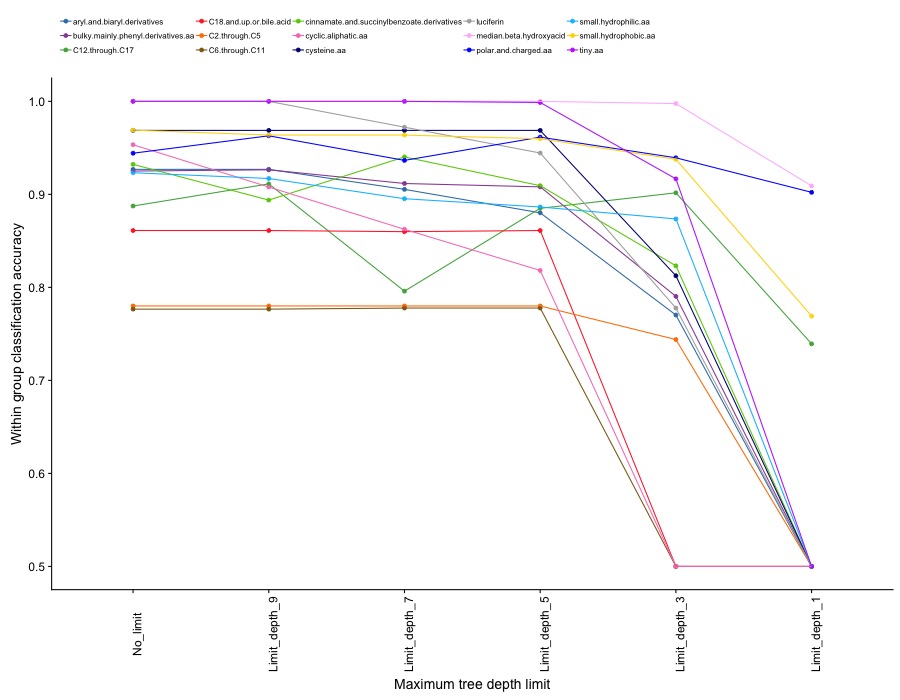 aryl.and.biaryl.derivatives C18.and.up.or.bile.acid cinnamate.and.succinylbenzoate.derivatives luciferin small.hydrophilic.aa
bulky.mainly.phenyl.derivatives.aa C2.through.C5 cyclic.aliphatic.aa median.beta.hydroxyacid small.hydrophobic.aa
C12.through.C17 C6.through.C11 cysteine.aa polar.and.charged.aa tiny.aa
1.0
0.9
0.8
0.7
0.6
0.5
Within group classification accuracy
No_limit
Limit_depth_9
Limit_depth_7
Limit_depth_5
Limit_depth_3
Limit_depth_1
Maximum tree depth limit